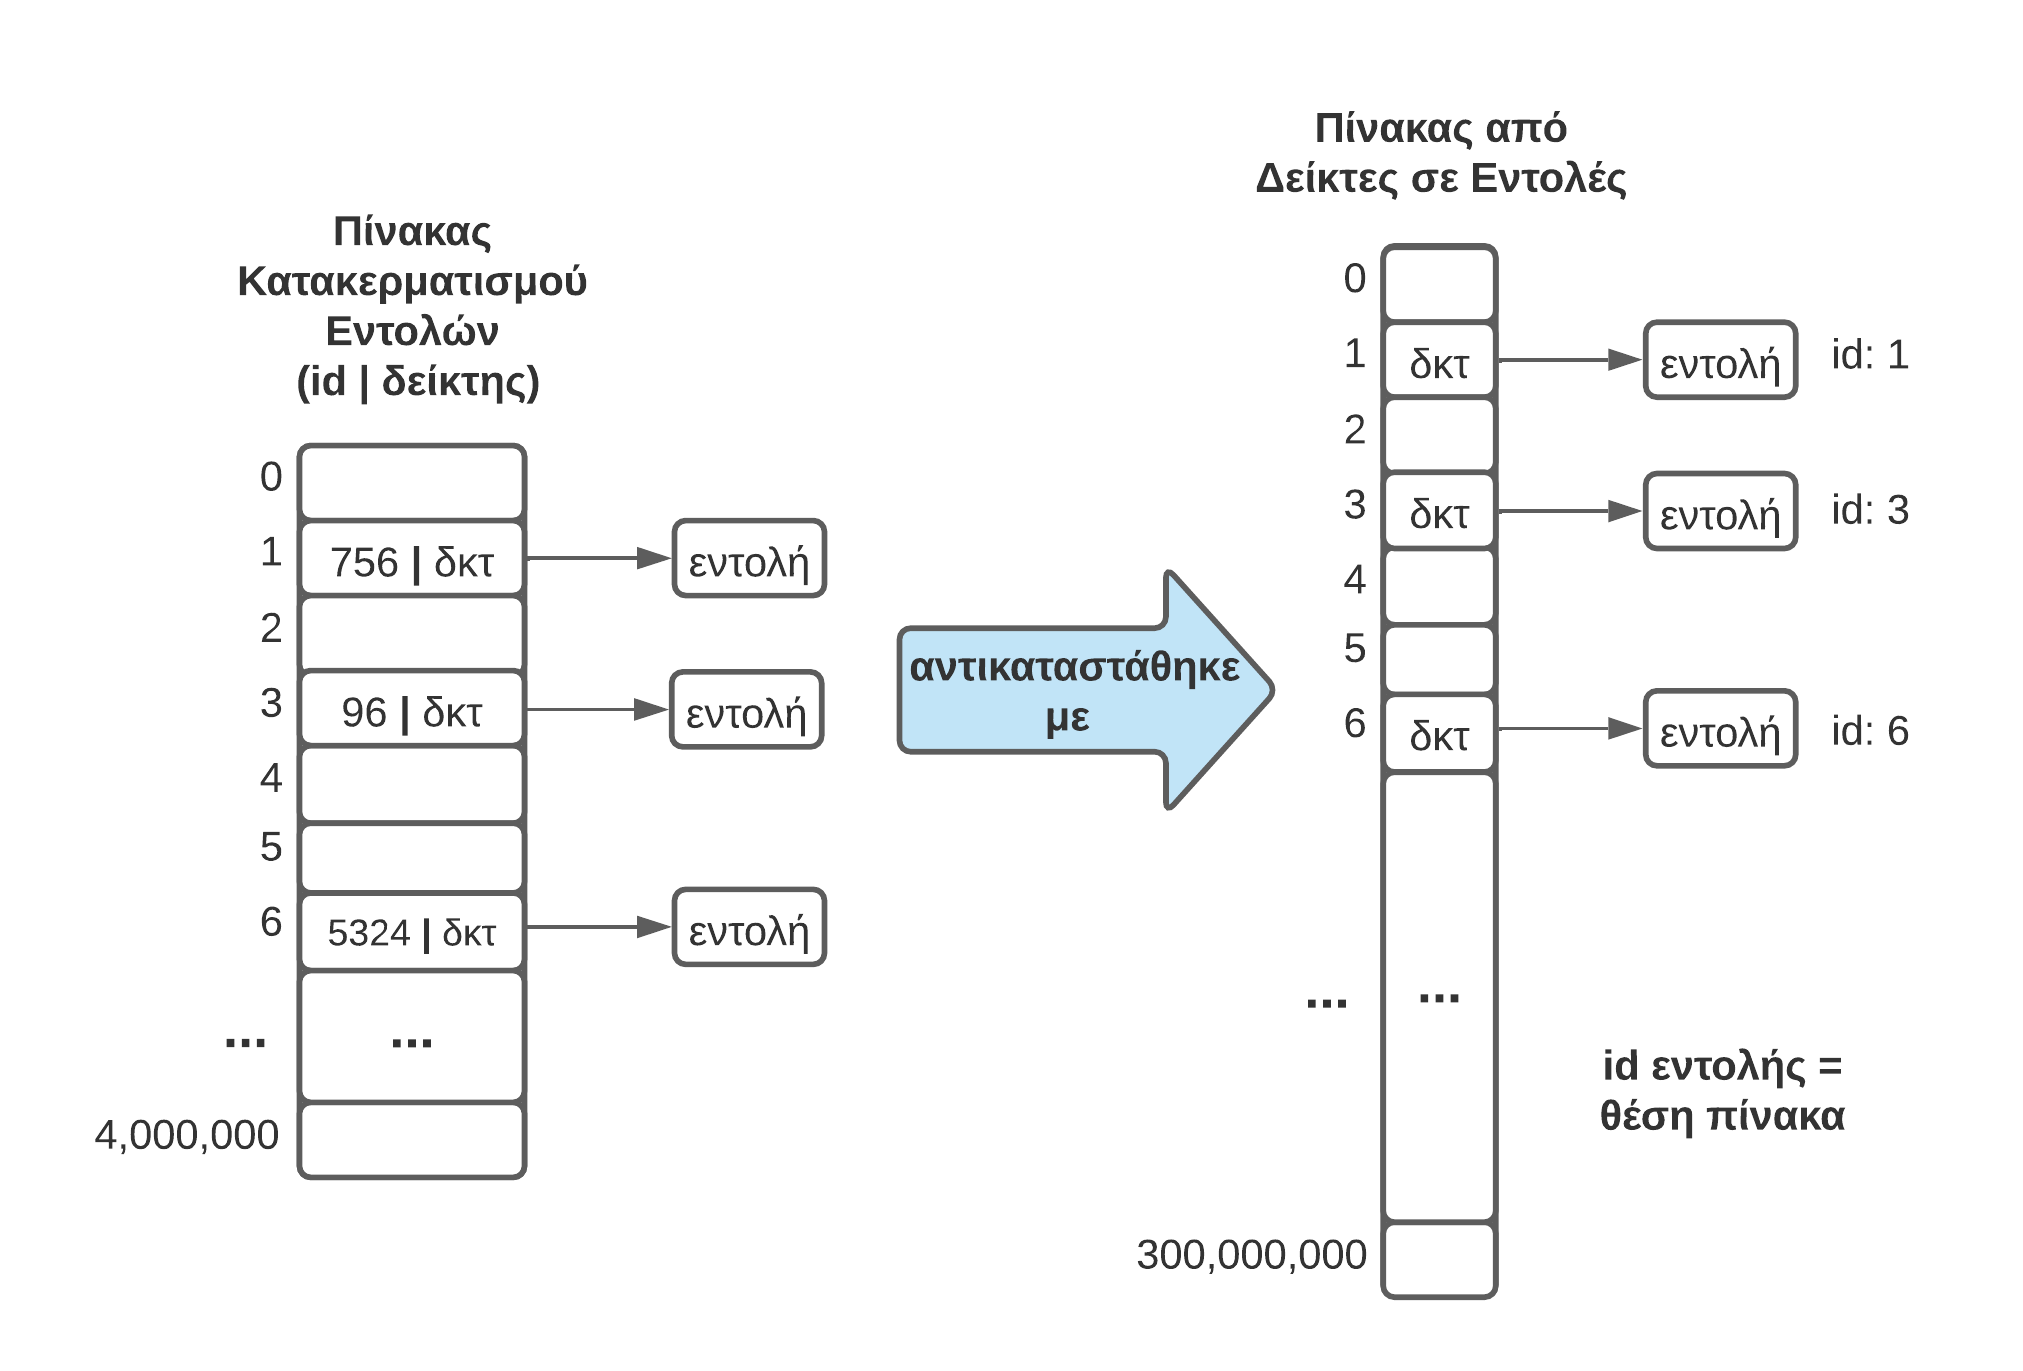 Πίνακας
Κατακερματισμού
Εντολών
(id | δείκτης)
0
1
756 | δκτ
εντολή
2
3
96 | δκτ
εντολή
4
5
6
5324 | δκτ
εντολή
...
...
4,000,000
αντικαταστάθηκε
με
Πίνακας από
Δείκτες σε Εντολές
0
1
δκτ
εντολή
id: 1
2
3
δκτ
εντολή
id: 3
4
5
6
δκτ
εντολή
id: 6
...
...
id εντολής =
θέση πίνακα
300,000,000